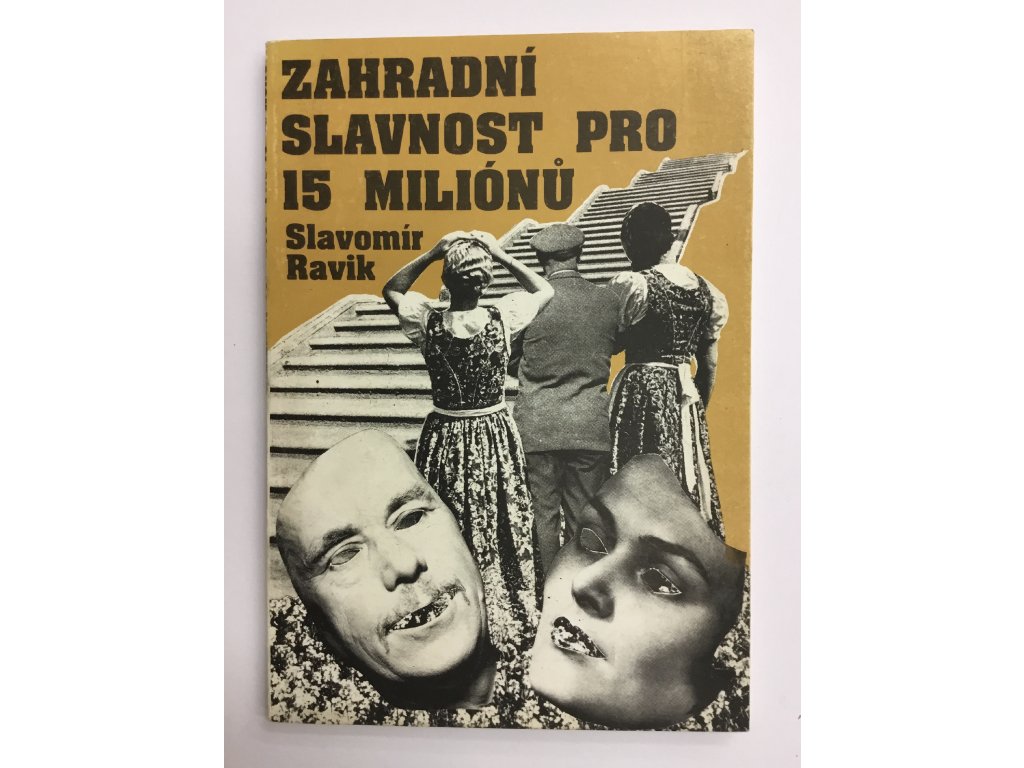 ZAHRADNÍ
SLAVNOST PRO
15 MILIÓNŮ
Slavomír
Ravik